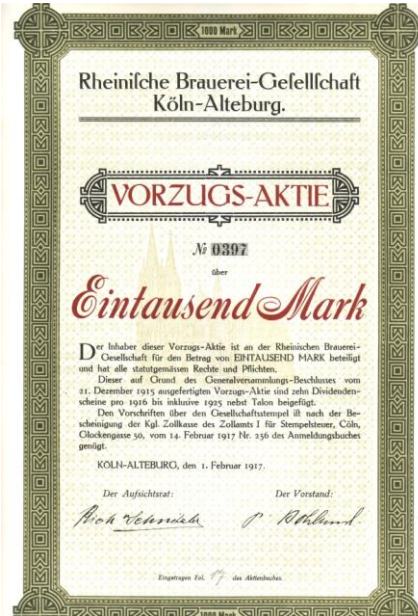 1000 Mark
Rheiniſche Brauerei-Geſellſchaft
Köln-Alteburg.
VORZUGS-AKTIE
№ 0397
über
Eintausend Mark
Der Inhaber dieser Vorzugs-Aktie ist an der Rheinischen Brauerei-
Gesellschaft für den Betrag von EINTAUSEND MARK beteiligt
und hat alle statutgemässen Rechte und Pflichten.
Dieser auf Grund des Generalversammlungs-Beschlusses vom
21. Dezember 1915 ausgefertigten Vorzugs-Aktie sind zehn Dividenden-
scheine pro 1916 bis inklusive 1925 nebst Talon beigefügt.
Den Vorschriften über den Gesellschaftsstempel ist nach der Be-
scheinigung der Kgl. Zollkasse des Zollamts I für Stempelsteuer, Cöln,
Glockengasse 30, vom 14. Februar 1917 Nr. 236 des Anmeldungsbuches
genügt.
KÖLN-ALTEBURG, den 1. Februar 1917.
Der Aufsichtsrat: Der Vorstand:
Eingetragen Fol. des Aktienbuches
1000 Mark